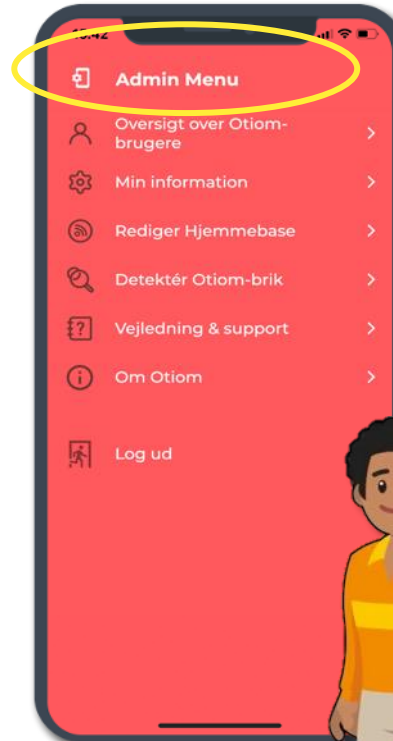 Admin Menu
Oversigt over Otiom-
brugere
Min information
Rediger Hjemmebase
Detektér Otiom-brik
Vejledning & support
Om Otiom
Log ud